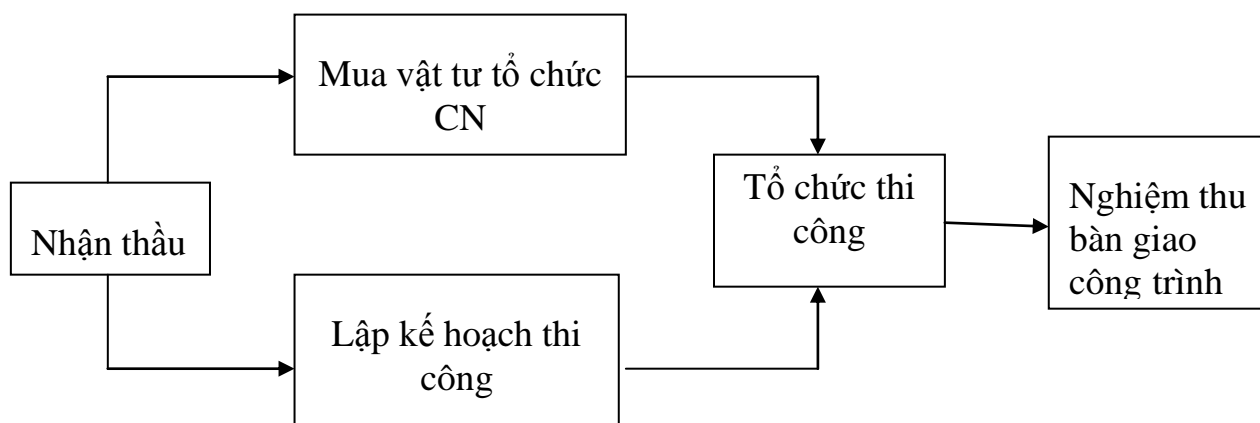 Mua vật tư tổ chức
CN
Nhận thầu
Tổ chức thi
công
Nghiệm thu
bàn giao
công trình
Lập kế hoạch thi
công